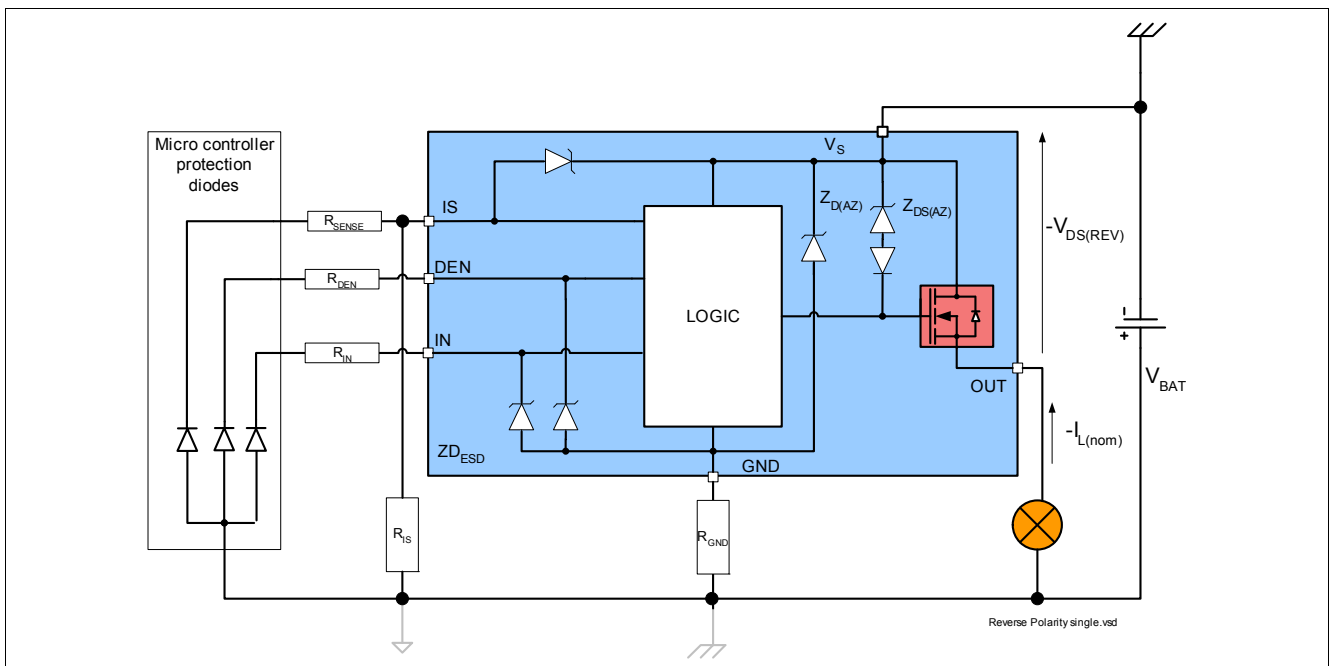 Micro controller
protection
diodes
V_S
Z_D(AZ)
Z_DS(AZ)
-V_DS(REV)
R_SENSE
IS
R_DEN
DEN
LOGIC
R_IN
IN
-
+
V_BAT
OUT
-I_L(nom)
ZD_ESD
GND
R_IS
R_GND
Reverse Polarity single.vsd